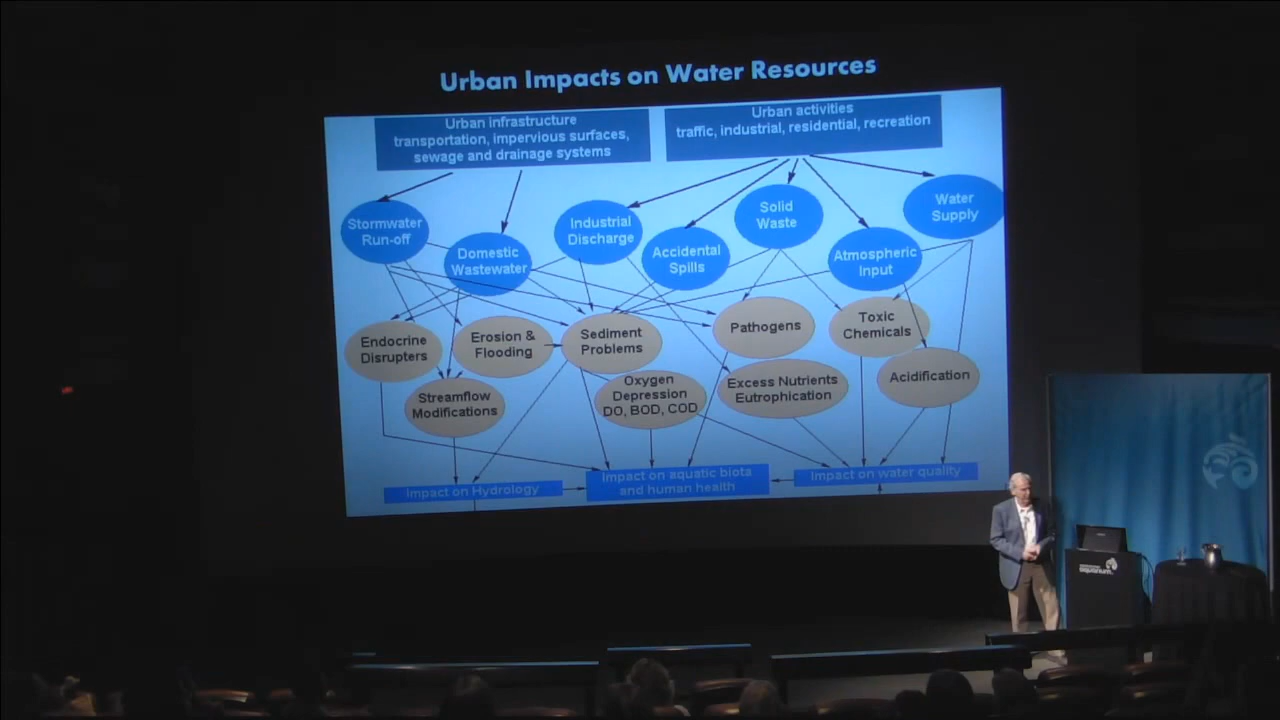 Urban Impacts on Water Resources
Urban infrastructure
transportation, impervious surfaces,
sewage and drainage systems
Urban activities
traffic, industrial, residential, recreation
Stormwater
Run-off
Domestic
Wastewater
Industrial
Discharge
Accidental
Spills
Solid
Waste
Atmospheric
Input
Water
Supply
Endocrine
Disrupters
Erosion &
Flooding
Sediment
Problems
Pathogens
Toxic
Chemicals
Streamflow
Modifications
Oxygen
Depression
DO, BOD, COD
Excess Nutrients
Eutrophication
Acidification
Impact on Hydrology
Impact on aquatic biota
and human health
Impact on water quality
aquarium